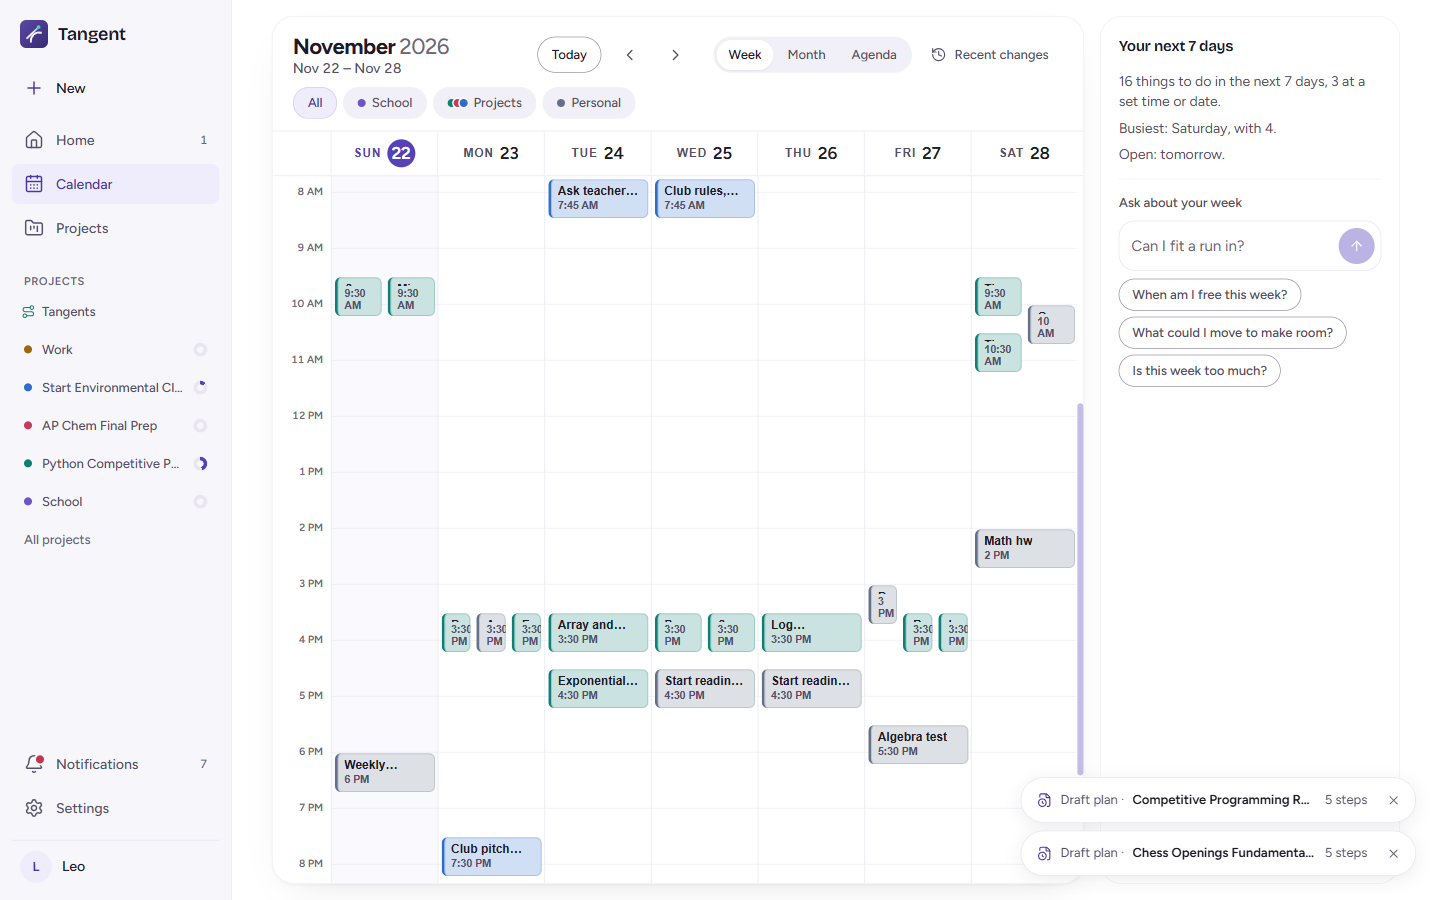 Tangent
New
Home 1
Calendar
Projects
PROJECTS
Tangents
Work
Start Environmental Cl...
AP Chem Final Prep
Python Competitive P...
School
All projects
Notifications 7
Settings
L Leo
November 2026
Nov 22 – Nov 28
Today
Week Month Agenda
Recent changes
All School Projects Personal
SUN 22 MON 23 TUE 24 WED 25 THU 26 FRI 27 SAT 28
8 AM
9 AM
10 AM
11 AM
12 PM
1 PM
2 PM
3 PM
4 PM
5 PM
6 PM
7 PM
8 PM
9:30 AM
9:30 AM
Weekly...
6 PM
3:30 PM
3:30 PM
3:30 PM
Club pitch...
7:30 PM
Ask teacher...
7:45 AM
Array and...
3:30 PM
Exponential...
4:30 PM
Club rules,...
7:45 AM
3:30 PM
3:30 PM
Start readin...
4:30 PM
Log...
3:30 PM
Start readin...
4:30 PM
3 PM
3:30 PM
3:30 PM
Algebra test
5:30 PM
9:30 AM
10 AM
10:30 AM
Math hw
2 PM
Your next 7 days
16 things to do in the next 7 days, 3 at a
set time or date.
Busiest: Saturday, with 4.
Open: tomorrow.
Ask about your week
Can I fit a run in?
When am I free this week?
What could I move to make room?
Is this week too much?
Draft plan · Competitive Programming R... 5 steps
Draft plan · Chess Openings Fundamenta... 5 steps